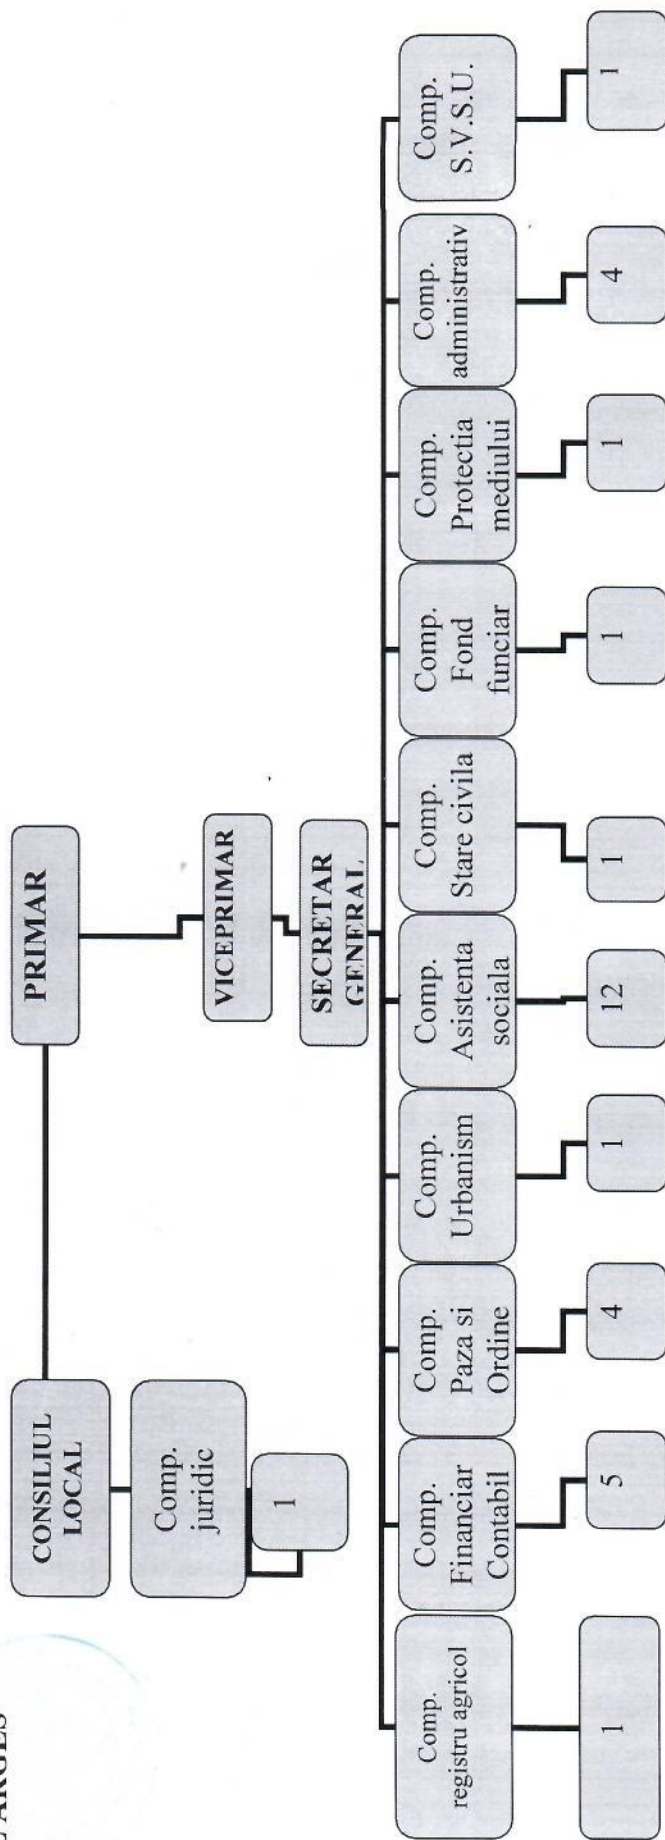 ARGES
CONSILIUL
LOCAL
PRIMAR
Comp.
juridic
1
VICEPRIMAR
SECRETAR
GENERAL
Comp.
registru agricol
Comp.
Financiar
Contabil
Comp.
Paza si
Ordine
Comp.
Urbanism
Comp.
Asistenta
sociala
Comp.
Stare civila
Comp.
Fond
funciar
Comp.
Protectia
mediului
Comp.
administrativ
Comp.
S.V.S.U.
1
5
4
1
12
1
1
1
4
1